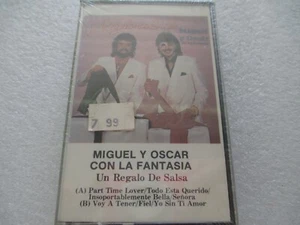 7.99
MIGUEL Y OSCAR
CON LA FANTASIA
Un Regalo De Salsa
(A) Part Time Lover/Todo Esta Querido/
Insoportablemente Bella/Señora
(B) Voy A Tener/Fiel/Yo Sin Ti Amor